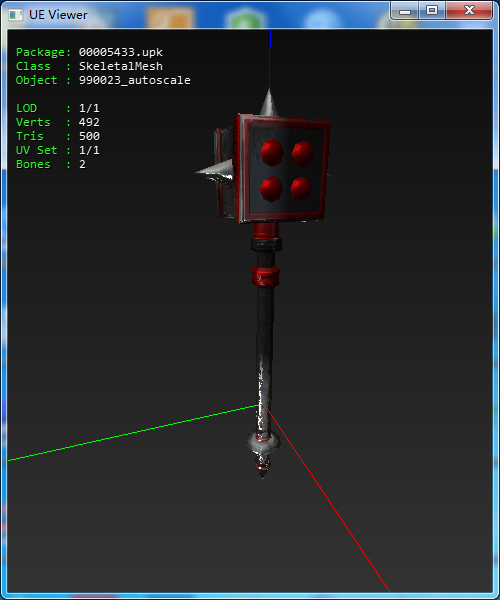 UE Viewer
Package: 00005433.upk
Class : SkeletalMesh
Object : 990023_autoscale
LOD : 1/1
Verts : 492
Tris : 500
UV Set : 1/1
Bones : 2